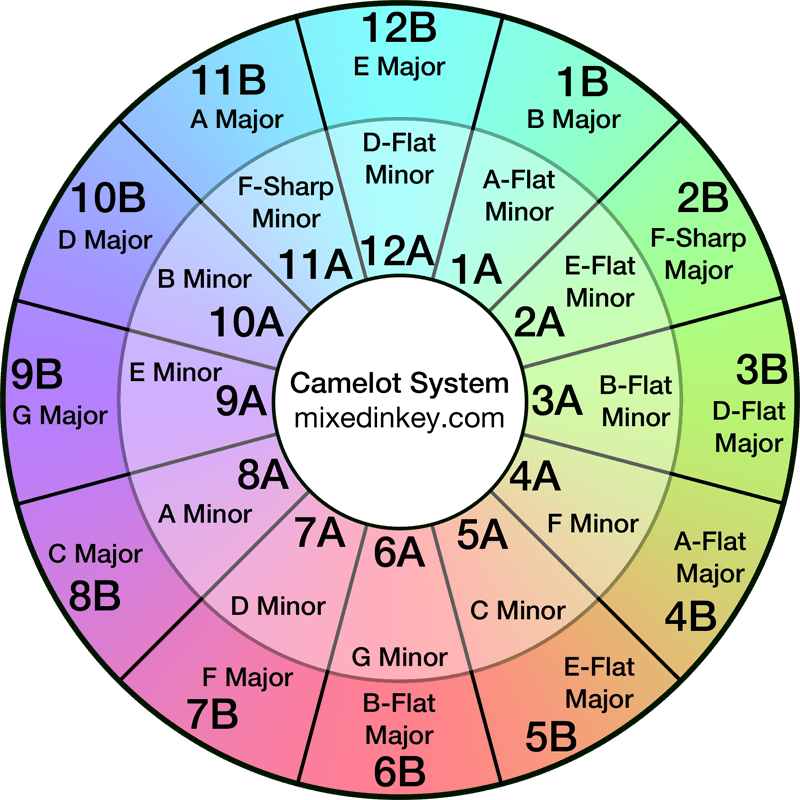 12B
E Major
1B
B Major
2B
F-Sharp
Major
3B
D-Flat
Major
A-Flat
Major
4B
E-Flat
Major
5B
B-Flat
Major
6B
F Major
7B
C Major
8B
9B
G Major
10B
D Major
11B
A Major
D-Flat
Minor
12A
A-Flat
Minor
1A
E-Flat
Minor
2A
B-Flat
Minor
3A
4A
F Minor
5A
C Minor
6A
G Minor
7A
D Minor
8A
A Minor
E Minor
9A
B Minor
10A
F-Sharp
Minor
11A
Camelot System
mixedinkey.com